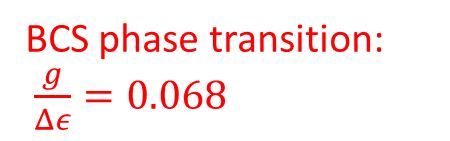 BCS phase transition:
g/Δϵ = 0.068